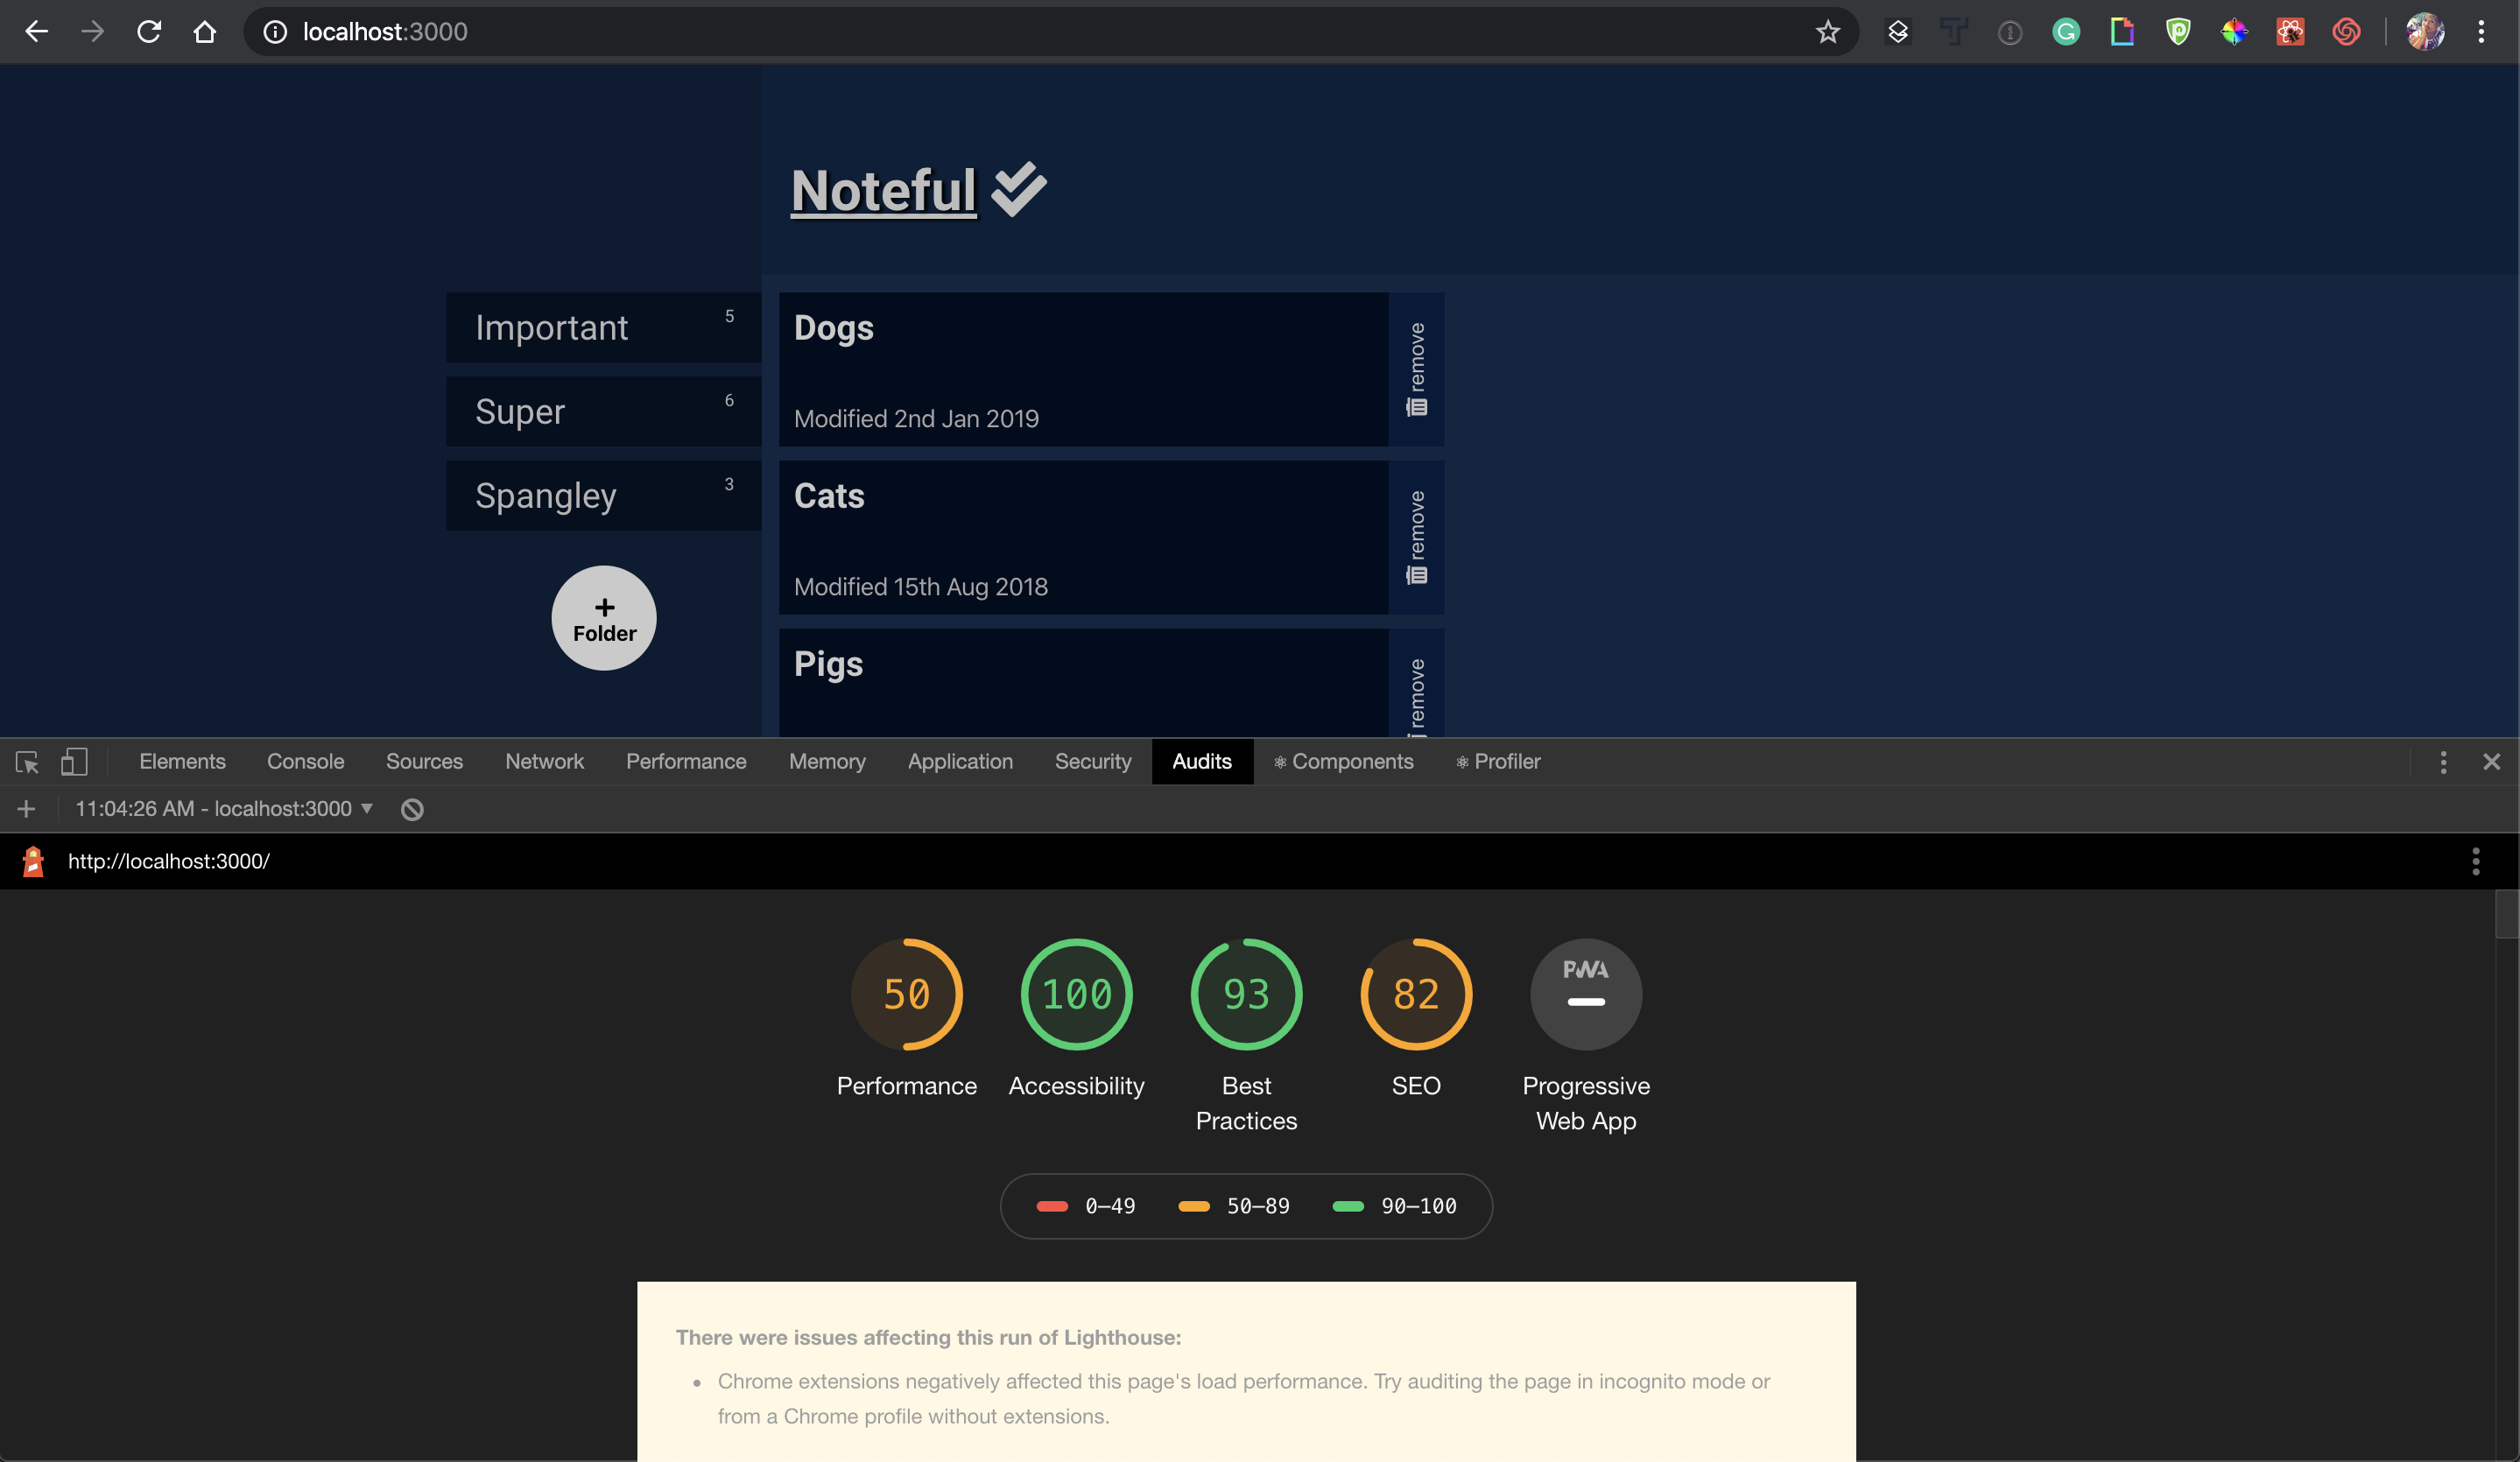 localhost:3000
Noteful
Important 5
Super 6
Spangley 3
+
Folder
Dogs
Modified 2nd Jan 2019
remove
Cats
Modified 15th Aug 2018
remove
Pigs
remove
Elements Console Sources Network Performance Memory Application Security Audits Components Profiler
11:04:26 AM - localhost:3000
http://localhost:3000/
50 100 93 82 PWA
Performance Accessibility Best Practices SEO Progressive Web App
0–49 50–89 90–100
There were issues affecting this run of Lighthouse:
Chrome extensions negatively affected this page's load performance. Try auditing the page in incognito mode or
from a Chrome profile without extensions.